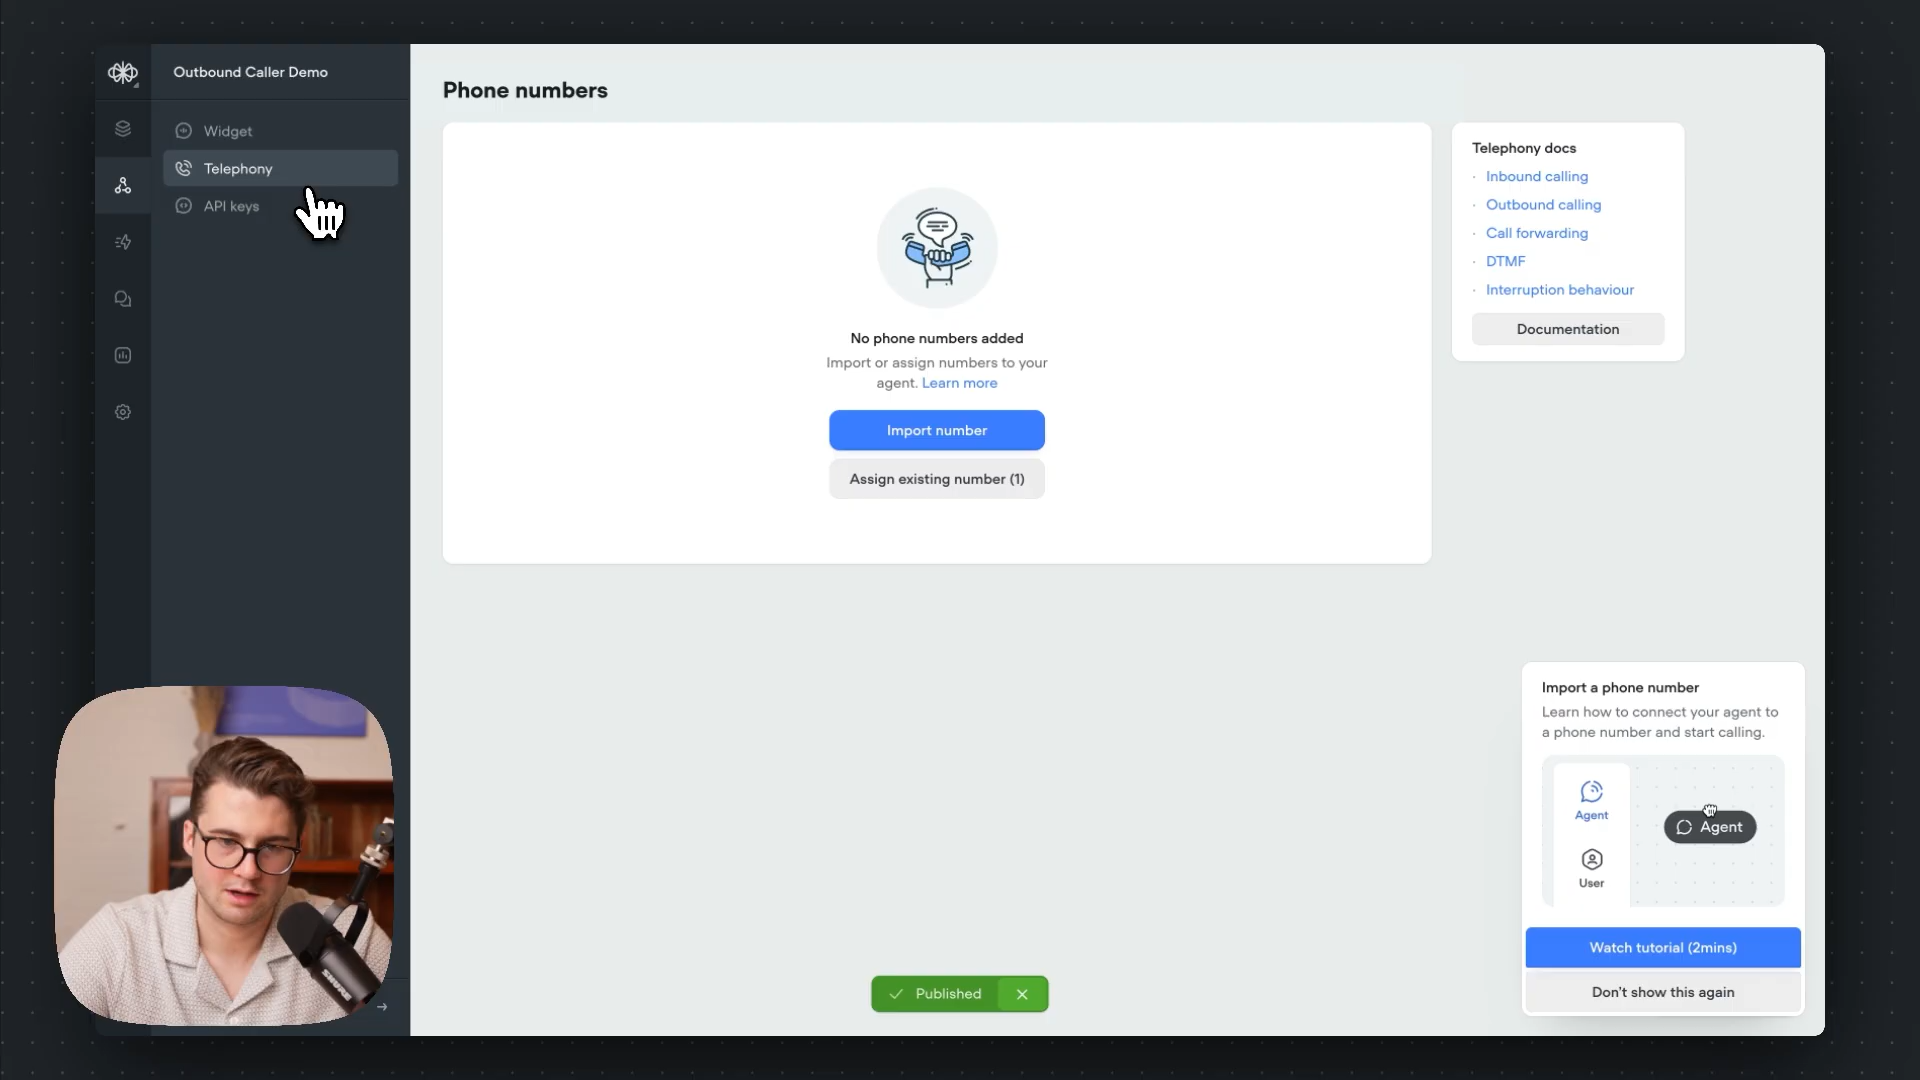 Outbound Caller Demo
Widget
Telephony
API keys
Phone numbers
No phone numbers added
Import or assign numbers to your
agent. Learn more
Import number
Assign existing number (1)
Telephony docs
· Inbound calling
· Outbound calling
· Call forwarding
· DTMF
· Interruption behaviour
Documentation
Import a phone number
Learn how to connect your agent to
a phone number and start calling.
Agent
Agent
User
Watch tutorial (2mins)
Don't show this again
Published
SHURE